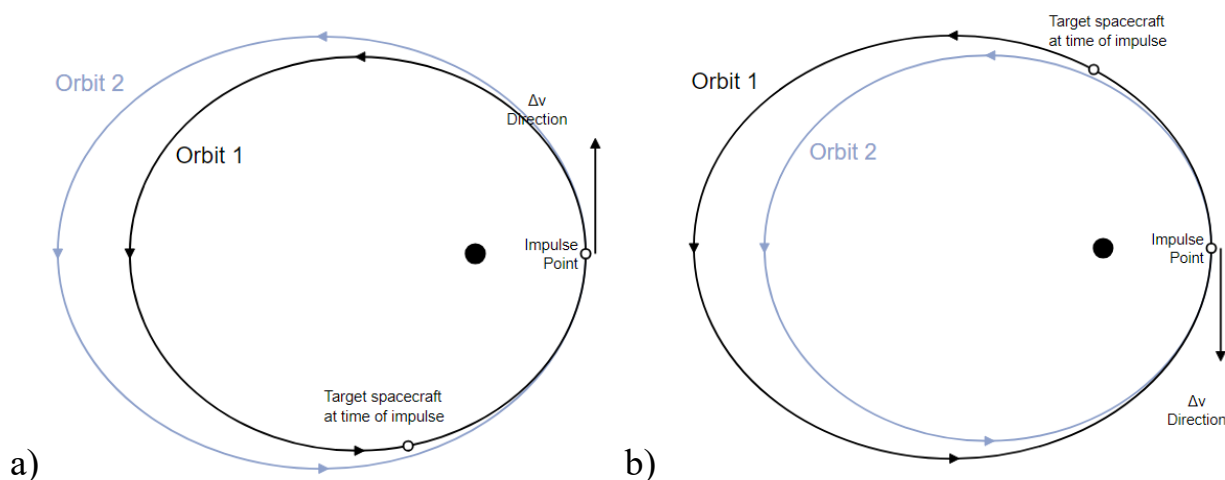 Orbit 2
Δv
Direction
Orbit 1
Impulse
Point
Target spacecraft
at time of impulse
a)
Target spacecraft
at time of impulse
Orbit 1
Orbit 2
Impulse
Point
Δv
Direction
b)